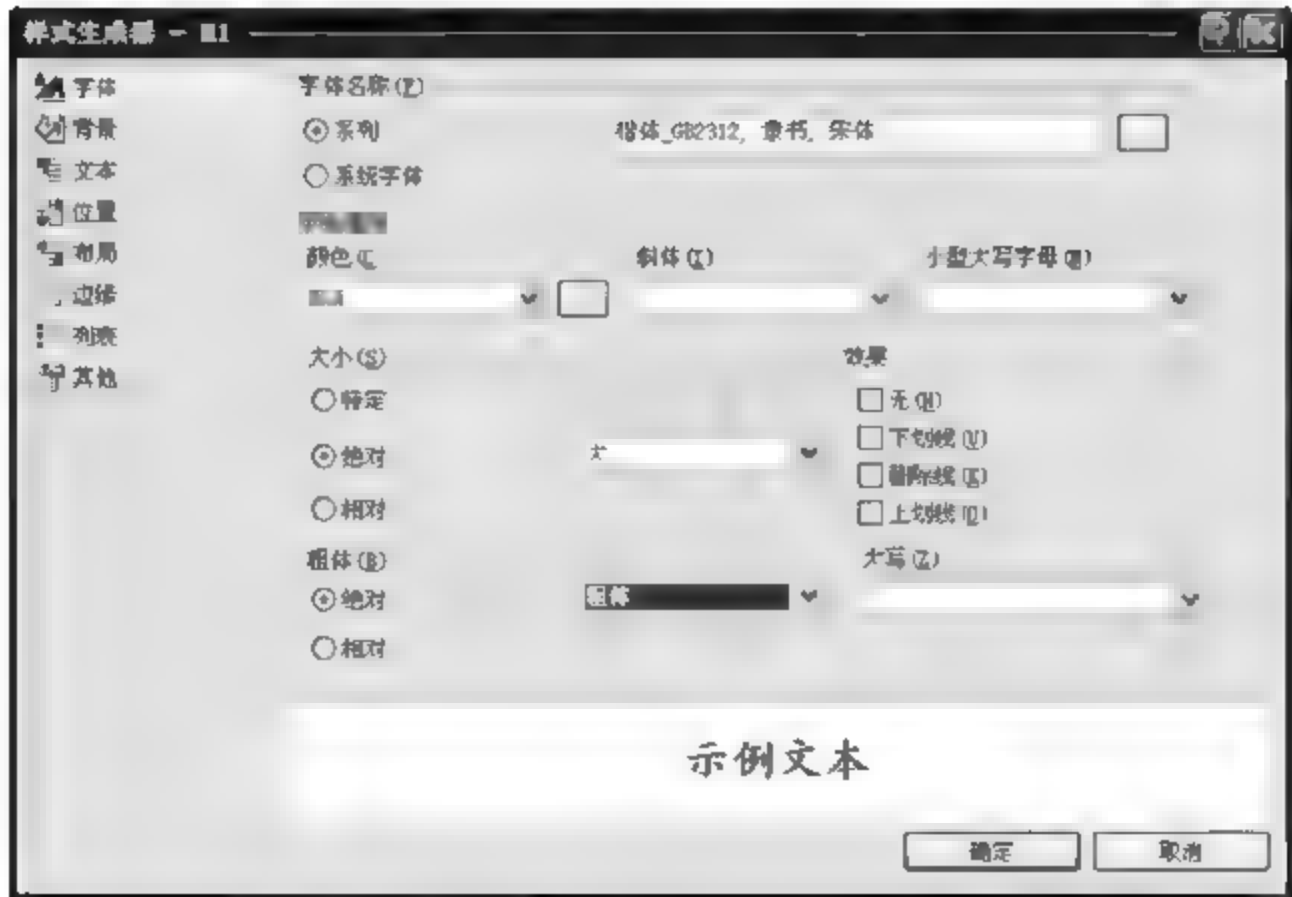 样式生成器 - H1
字体
背景
文本
位置
布局
边缘
列表
其他
字体名称(F)
系列
楷体_GB2312, 隶书, 宋体
系统字体
颜色(
斜体(I)
小型大写字母(M)
大小(S)
效果
特定
无(N)
绝对
大
下划线(U)
删除线(K)
相对
上划线(O)
粗体(B)
大写(Z)
绝对
粗体
相对
示例文本
确定
取消